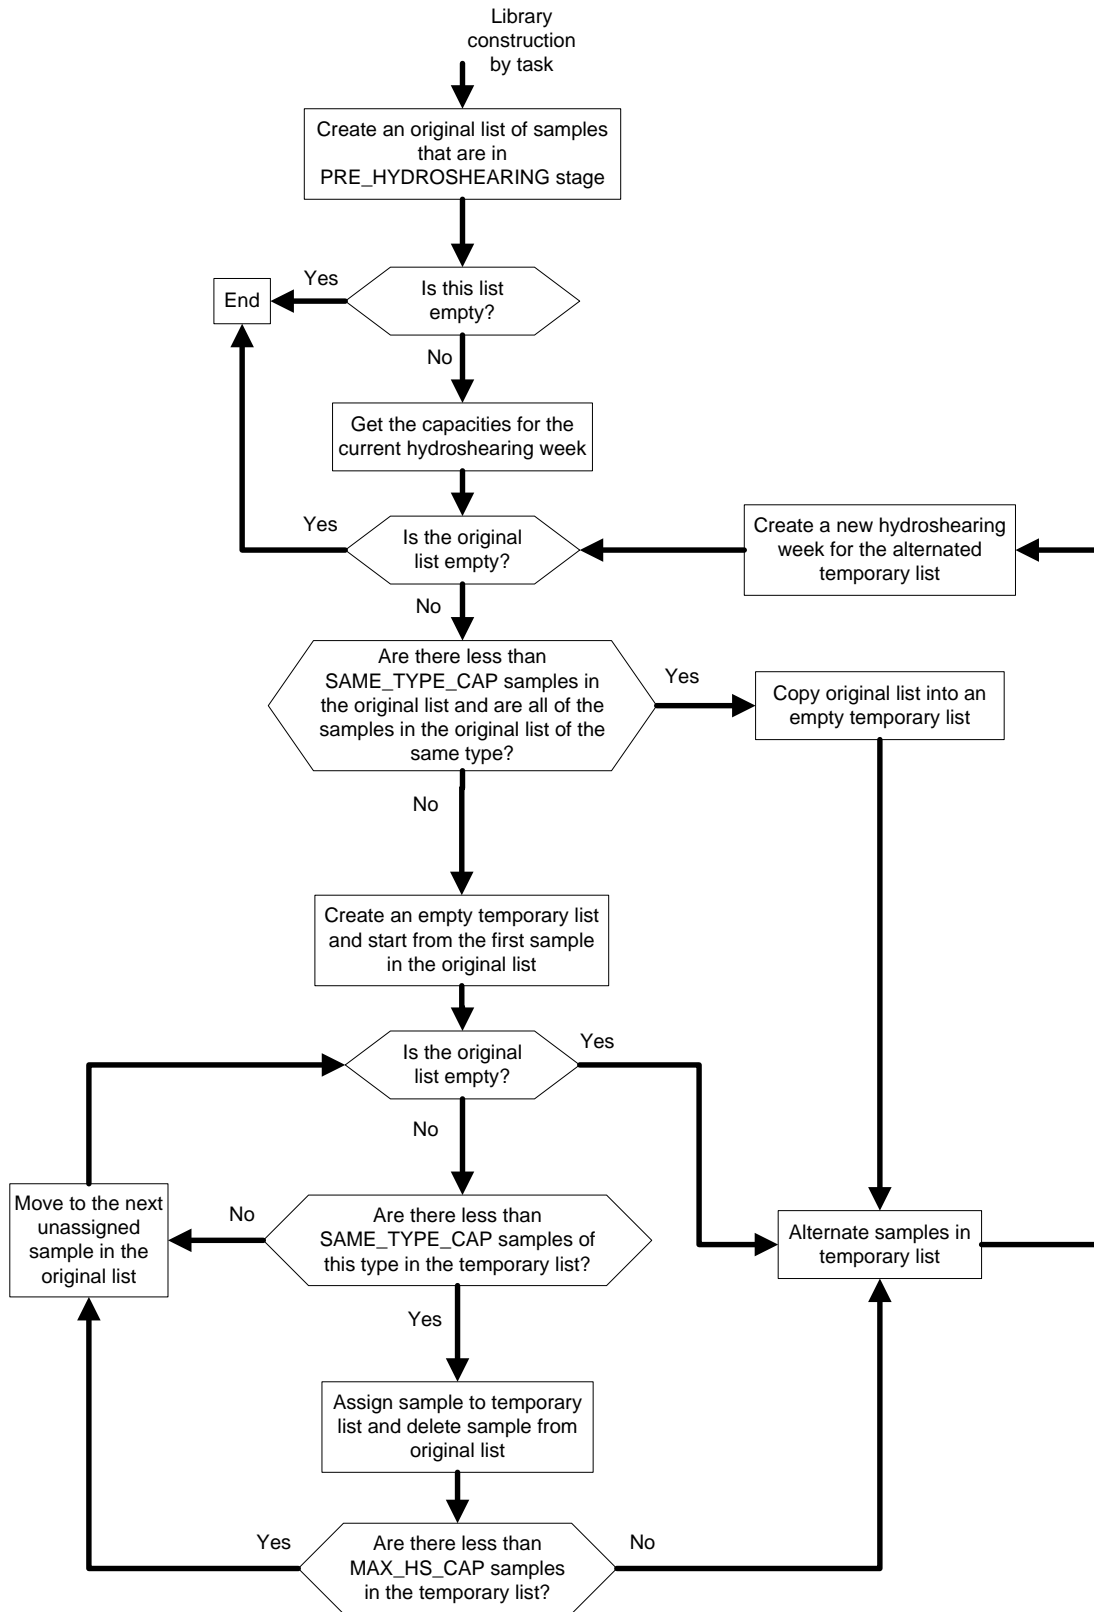 Library
construction
by task
Create an original list of samples
that are in
PRE_HYDROSHEARING stage
Yes
End
Is this list
empty?
No
Get the capacities for the
current hydroshearing week
Yes
Is the original
list empty?
Create a new hydroshearing
week for the alternated
temporary list
No
Are there less than
SAME_TYPE_CAP samples in
the original list and are all of the
samples in the original list of the
same type?
Yes
Copy original list into an
empty temporary list
No
Create an empty temporary list
and start from the first sample
in the original list
Is the original
list empty?
Yes
No
Move to the next
unassigned
sample in the
original list
No
Are there less than
SAME_TYPE_CAP samples of
this type in the temporary list?
Alternate samples in
temporary list
Yes
Assign sample to temporary
list and delete sample from
original list
Yes
Are there less than
MAX_HS_CAP samples
in the temporary list?
No